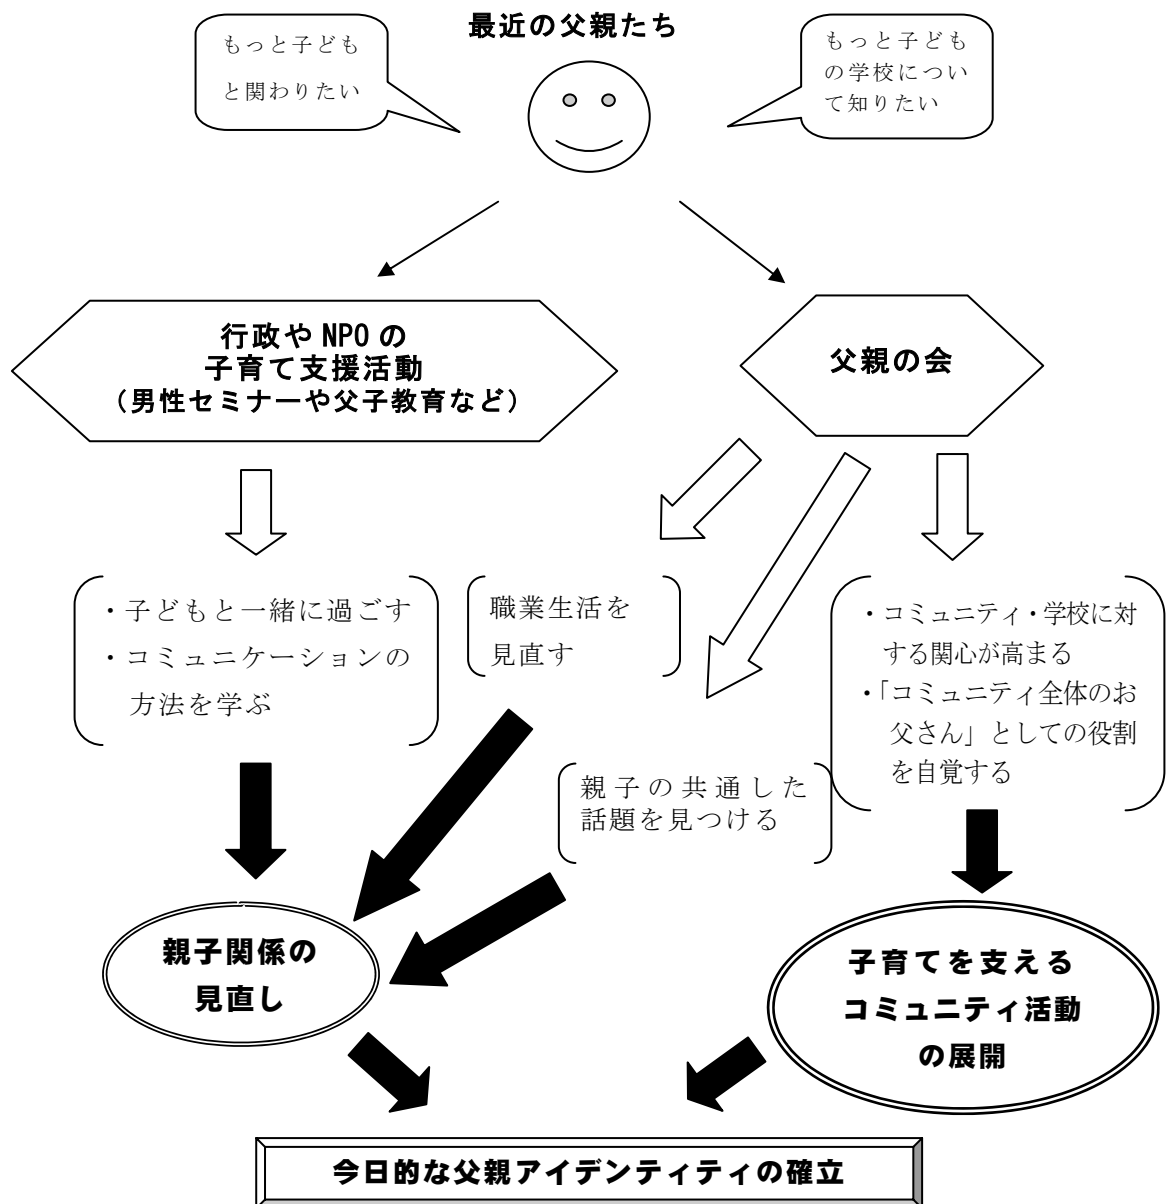 最近の父親たち
もっと子ども
と関わりたい
もっと子ども
の学校につい
て知りたい
行政や NPO の
子育て支援活動
（男性セミナーや父子教育など）
父親の会
・子どもと一緒に過ごす
・コミュニケーションの
方法を学ぶ
職業生活を
見直す
親子の共通した
話題を見つける
・コミュニティ・学校に対
する関心が高まる
・「コミュニティ全体のお
父さん」としての役割
を自覚する
親子関係の
見直し
子育てを支える
コミュニティ活動
の展開
今日的な父親アイデンティティの確立